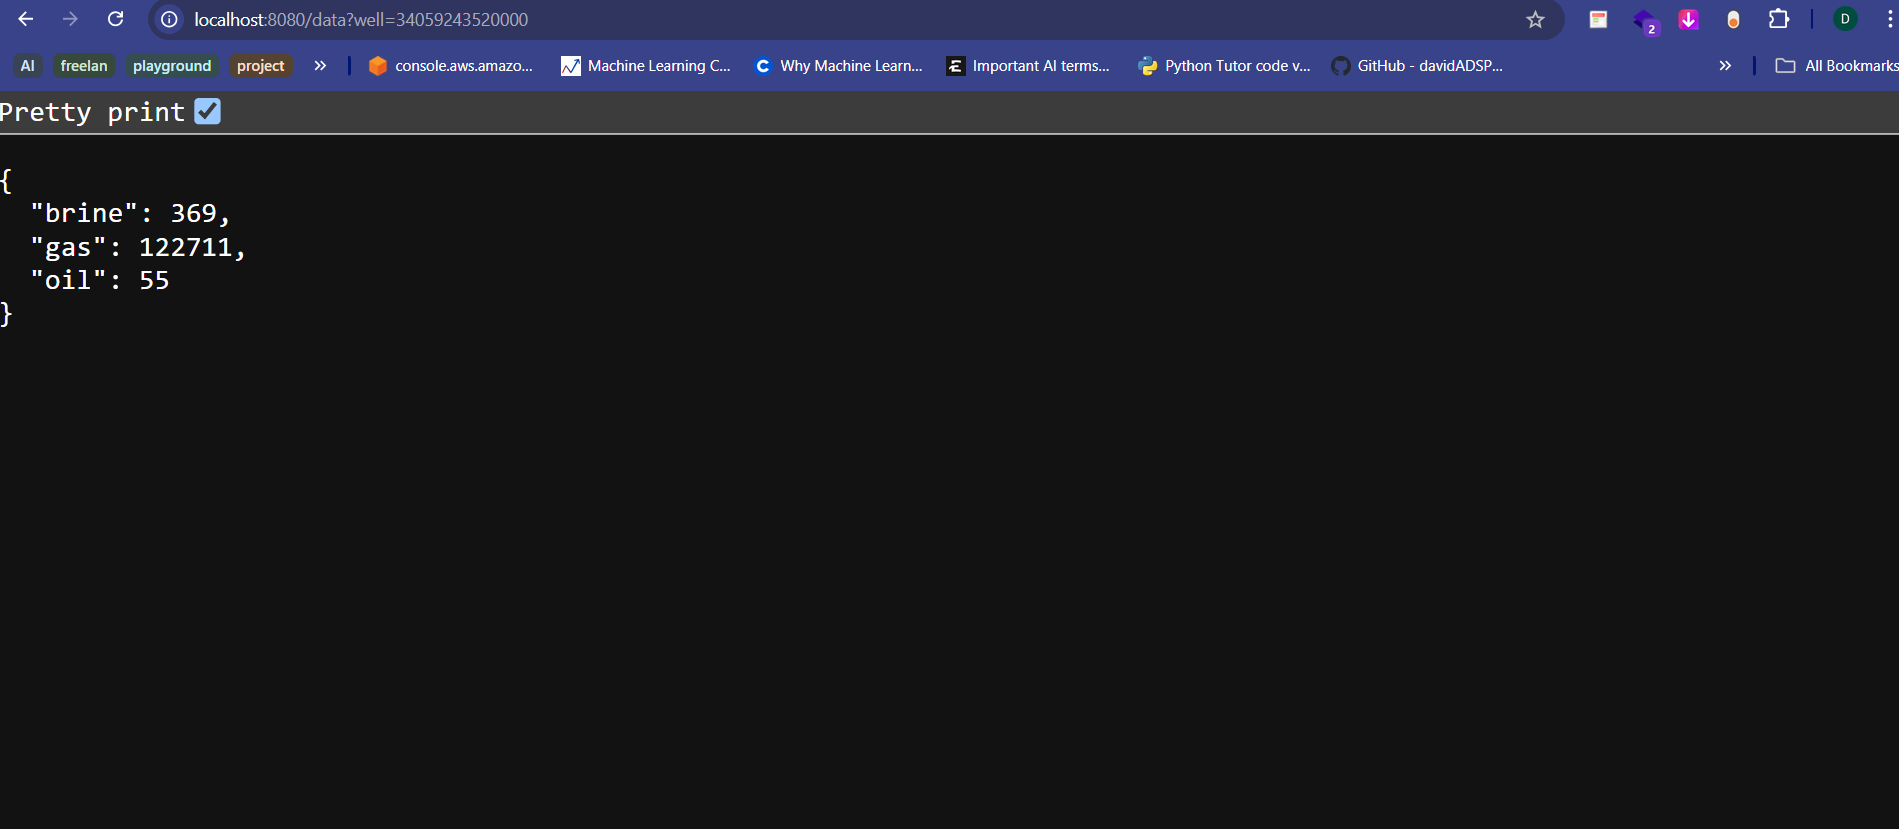 localhost:8080/data?well=34059243520000
2
D
AI freelan playground project console.aws.amazo... Machine Learning C... Why Machine Learn... Important AI terms... Python Tutor code v... GitHub - davidADSP... All Bookmarks
Pretty print
{
"brine": 369,
"gas": 122711,
"oil": 55
}